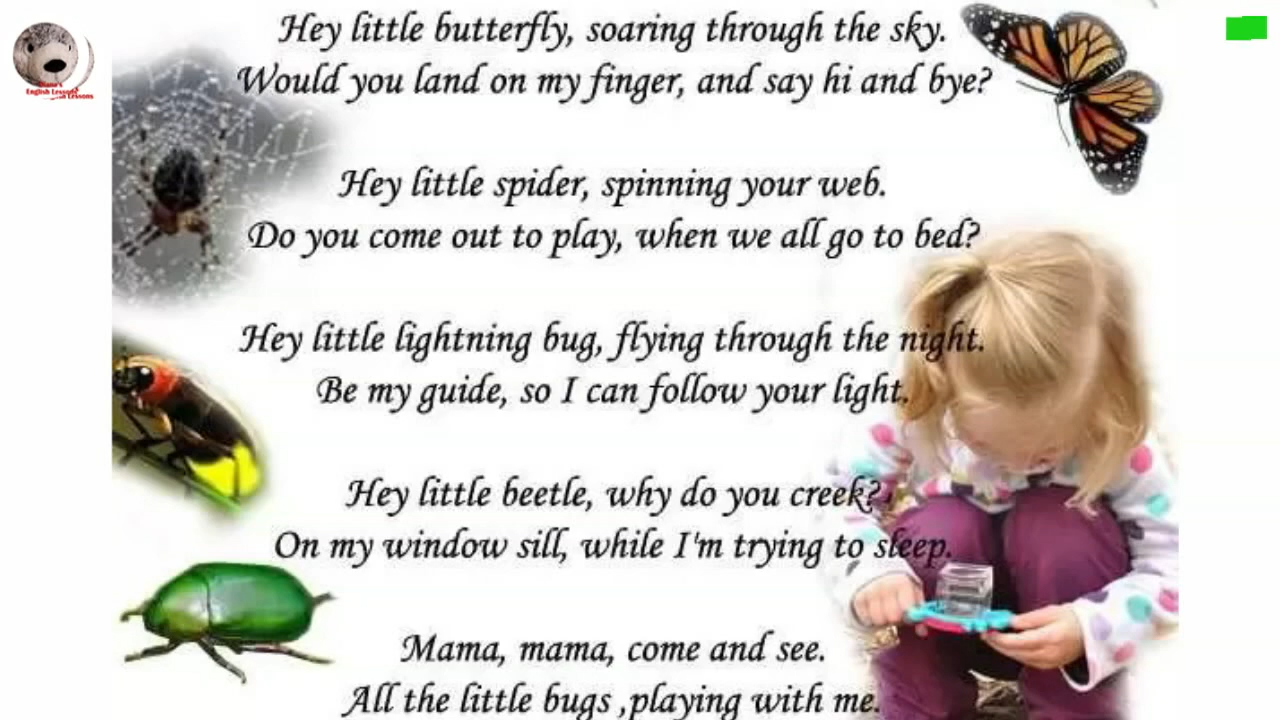 English Lessons
Hey little butterfly, soaring through the sky.
Would you land on my finger, and say hi and bye?
Hey little spider, spinning your web.
Do you come out to play, when we all go to bed?
Hey little lightning bug, flying through the night.
Be my guide, so I can follow your light.
Hey little beetle, why do you creek?
On my window sill, while I'm trying to sleep.
Mama, mama, come and see.
All the little bugs ,playing with me.